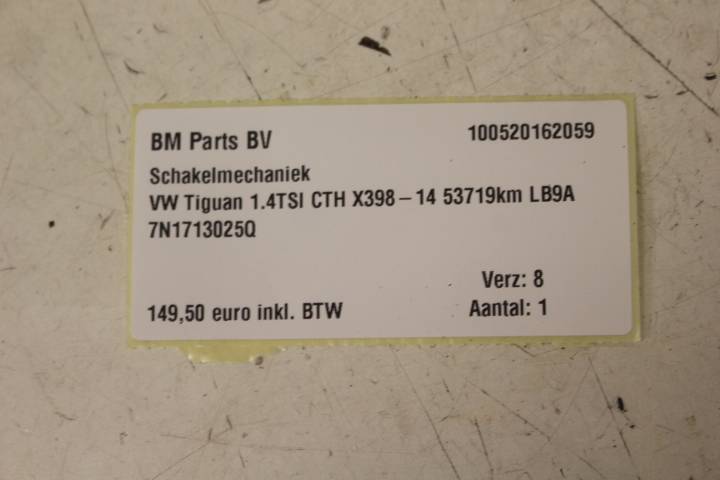 BM Parts BV 100520162059
Schakelmechaniek
VW Tiguan 1.4TSI CTH X398 – 14 53719km LB9A
7N1713025Q
Verz: 8
149,50 euro inkl. BTW Aantal: 1